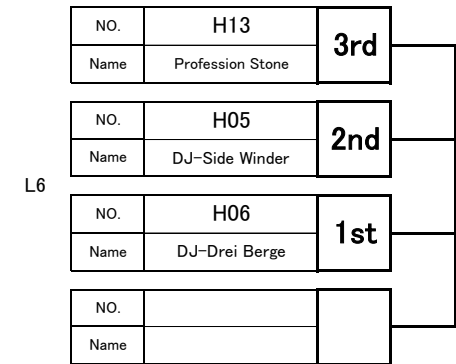 NO. H13 3rd
Name Profession Stone
NO. H05 2nd
Name DJ-Side Winder
L6
NO. H06 1st
Name DJ-Drei Berge
NO.
Name